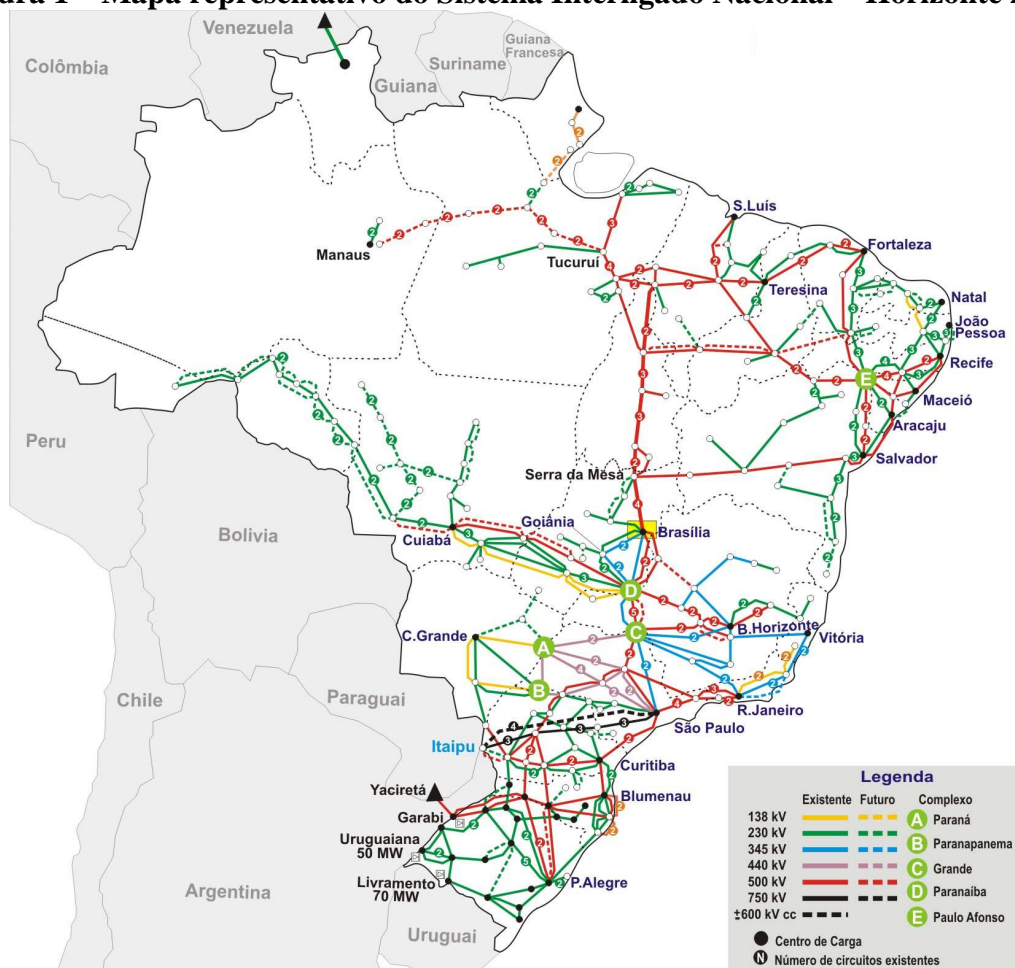 ura 1 – Mapa representativo do Sistema Interligado Nacional – Horizonte 2
Venezuela
Colômbia
Guiana
Suriname
Guiana
Francesa
Manaus
Tucuruí
S.Luís
Fortaleza
Teresina
Natal
João
Pessoa
Recife
Maceió
Aracaju
Salvador
Peru
Bolivia
Serra da Mesa
Goiânia
Brasília
Cuiabá
D
C
E
A
B
B.Horizonte
Vitória
C.Grande
R.Janeiro
São Paulo
Chile
Paraguai
Itaipu
Curitiba
Blumenau
Yaciretá
Garabi
Uruguaiana
50 MW
Livramento
70 MW
P.Alegre
Argentina
Uruguai
Legenda
Existente Futuro Complexo
138 kV A Paraná
230 kV B Paranapanema
345 kV C Grande
440 kV D Paranaíba
500 kV E Paulo Afonso
750 kV
±600 kV cc
Centro de Carga
N Número de circuitos existentes